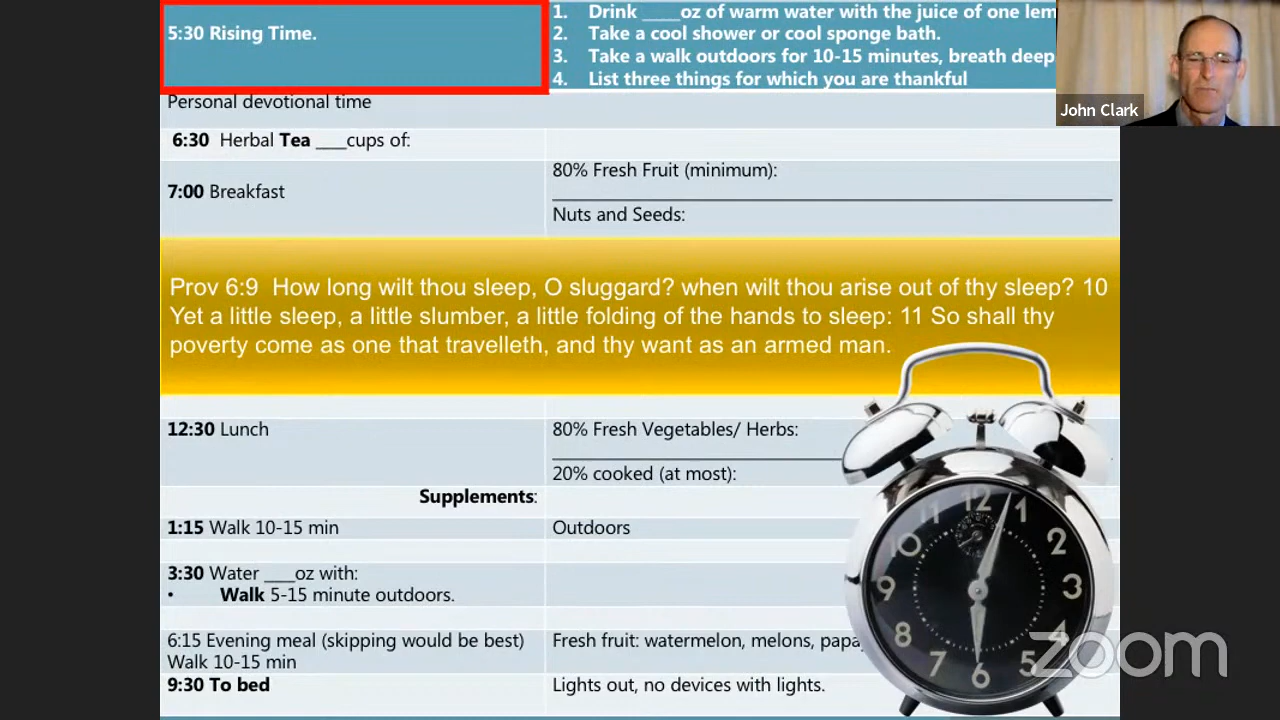 5:30 Rising Time.
1. Drink ____oz of warm water with the juice of one lem
2. Take a cool shower or cool sponge bath.
3. Take a walk outdoors for 10-15 minutes, breath deep
4. List three things for which you are thankful
John Clark
Personal devotional time
6:30 Herbal Tea ___cups of:
7:00 Breakfast
80% Fresh Fruit (minimum):
Nuts and Seeds:
Prov 6:9 How long wilt thou sleep, O sluggard? when wilt thou arise out of thy sleep? 10
Yet a little sleep, a little slumber, a little folding of the hands to sleep: 11 So shall thy
poverty come as one that travelleth, and thy want as an armed man.
12:30 Lunch
80% Fresh Vegetables/ Herbs:
20% cooked (at most):
Supplements:
1:15 Walk 10-15 min
Outdoors
3:30 Water ___oz with:
• Walk 5-15 minute outdoors.
6:15 Evening meal (skipping would be best)
Fresh fruit: watermelon, melons, papa
Walk 10-15 min
9:30 To bed
Lights out, no devices with lights.
11 12 1
10 2
9 3
8 4
7 6 5
zoom